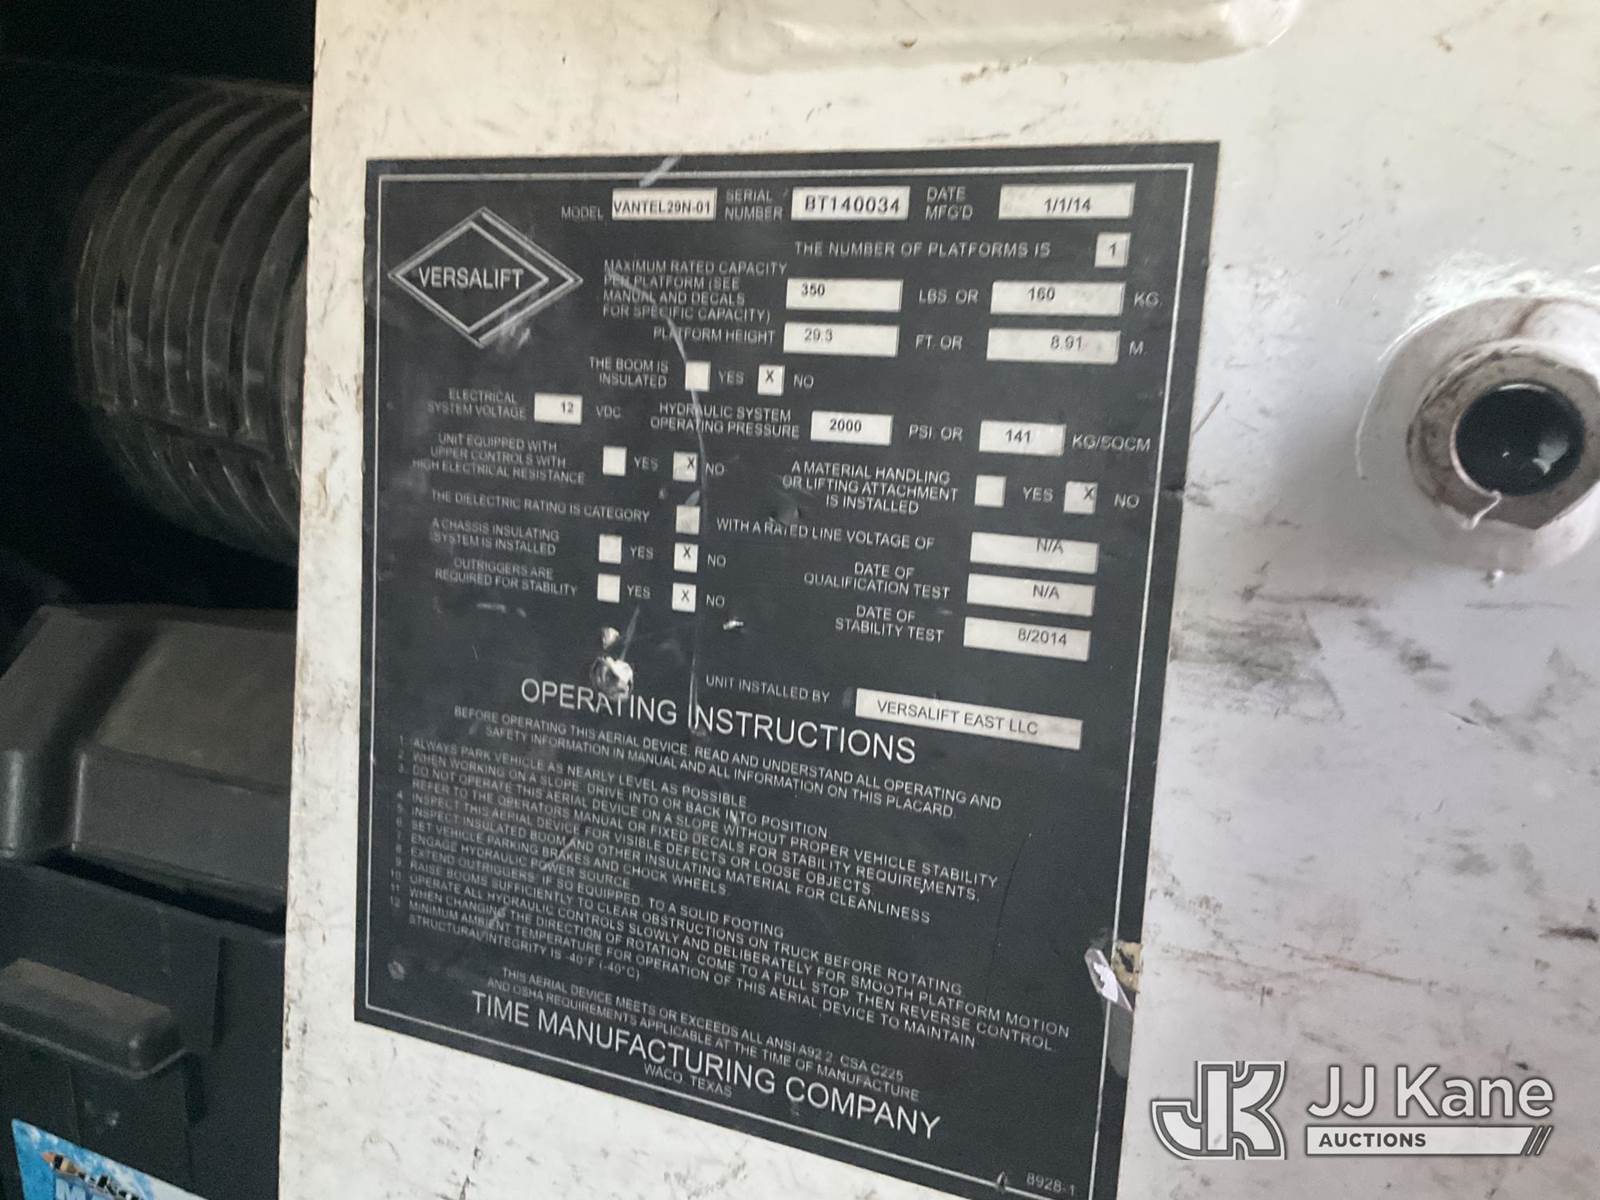 MODEL VANTEL29N-01 SERIAL NUMBER BT140034 DATE MFG'D 1/1/14
VERSALIFT
THE NUMBER OF PLATFORMS IS 1
MAXIMUM RATED CAPACITY
PER PLATFORM (SEE
MANUAL AND DECALS
FOR SPECIFIC CAPACITY) 350 LBS. OR 160 KG.
PLATFORM HEIGHT 29.3 FT. OR 8.91 M.
THE BOOM IS
INSULATED YES X NO
ELECTRICAL
SYSTEM VOLTAGE 12 VDC
HYDRAULIC SYSTEM
OPERATING PRESSURE 2000 PSI. OR 141 KG/SQCM
UNIT EQUIPPED WITH
UPPER CONTROLS WITH
HIGH ELECTRICAL RESISTANCE YES X NO
A MATERIAL HANDLING
OR LIFTING ATTACHMENT
IS INSTALLED YES X NO
THE DIELECTRIC RATING IS CATEGORY WITH A RATED LINE VOLTAGE OF N/A
A CHASSIS INSULATING
SYSTEM IS INSTALLED YES X NO
DATE OF
QUALIFICATION TEST N/A
OUTRIGGERS ARE
REQUIRED FOR STABILITY YES X NO
DATE OF
STABILITY TEST 8/2014
UNIT INSTALLED BY VERSALIFT EAST LLC
OPERATING INSTRUCTIONS
BEFORE OPERATING THIS AERIAL DEVICE, READ AND UNDERSTAND ALL OPERATING AND
SAFETY INFORMATION IN MANUAL AND ALL INFORMATION ON THIS PLACARD.
1. ALWAYS PARK VEHICLE AS NEARLY LEVEL AS POSSIBLE
2. WHEN WORKING ON A SLOPE, DRIVE INTO OR BACK INTO POSITION.
3. DO NOT OPERATE THIS AERIAL DEVICE ON A SLOPE WITHOUT PROPER VEHICLE STABILITY
REFER TO THE OPERATORS MANUAL OR FIXED DECALS FOR STABILITY REQUIREMENTS.
4. INSPECT THIS AERIAL DEVICE FOR VISIBLE DEFECTS OR LOOSE OBJECTS.
5. INSPECT INSULATED BOOM AND OTHER INSULATING MATERIAL FOR CLEANLINESS
6. SET VEHICLE PARKING BRAKES AND CHOCK WHEELS
7. ENGAGE HYDRAULIC POWER SOURCE
8. EXTEND OUTRIGGERS, IF SO EQUIPPED, TO A SOLID FOOTING
9. RAISE BOOMS SUFFICIENTLY TO CLEAR OBSTRUCTIONS ON TRUCK BEFORE ROTATING
10. OPERATE ALL HYDRAULIC CONTROLS SLOWLY AND DELIBERATELY FOR SMOOTH PLATFORM MOTION
11. WHEN CHANGING THE DIRECTION OF ROTATION, COME TO A FULL STOP, THEN REVERSE CONTROL.
12. MINIMUM AMBIENT TEMPERATURE FOR OPERATION OF THIS AERIAL DEVICE TO MAINTAIN
STRUCTURAL INTEGRITY IS -40°F (-40°C)
THIS AERIAL DEVICE MEETS OR EXCEEDS ALL ANSI A92.2, CSA C225
AND OSHA REQUIREMENTS APPLICABLE AT THE TIME OF MANUFACTURE
TIME MANUFACTURING COMPANY
WACO, TEXAS
8928-1
JK JJ Kane
AUCTIONS